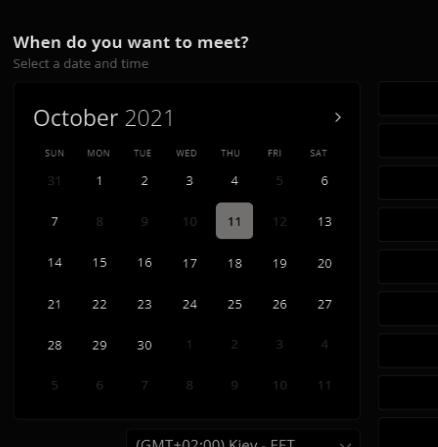 When do you want to meet?
Select a date and time
October 2021
SUN MON TUE WED THU FRI SAT
31 1 2 3 4 5 6
7 8 9 10 11 12 13
14 15 16 17 18 19 20
21 22 23 24 25 26 27
28 29 30 1 2 3 4
5 6 7 8 9 10 11
(GMT+02:00) Kiev - EET